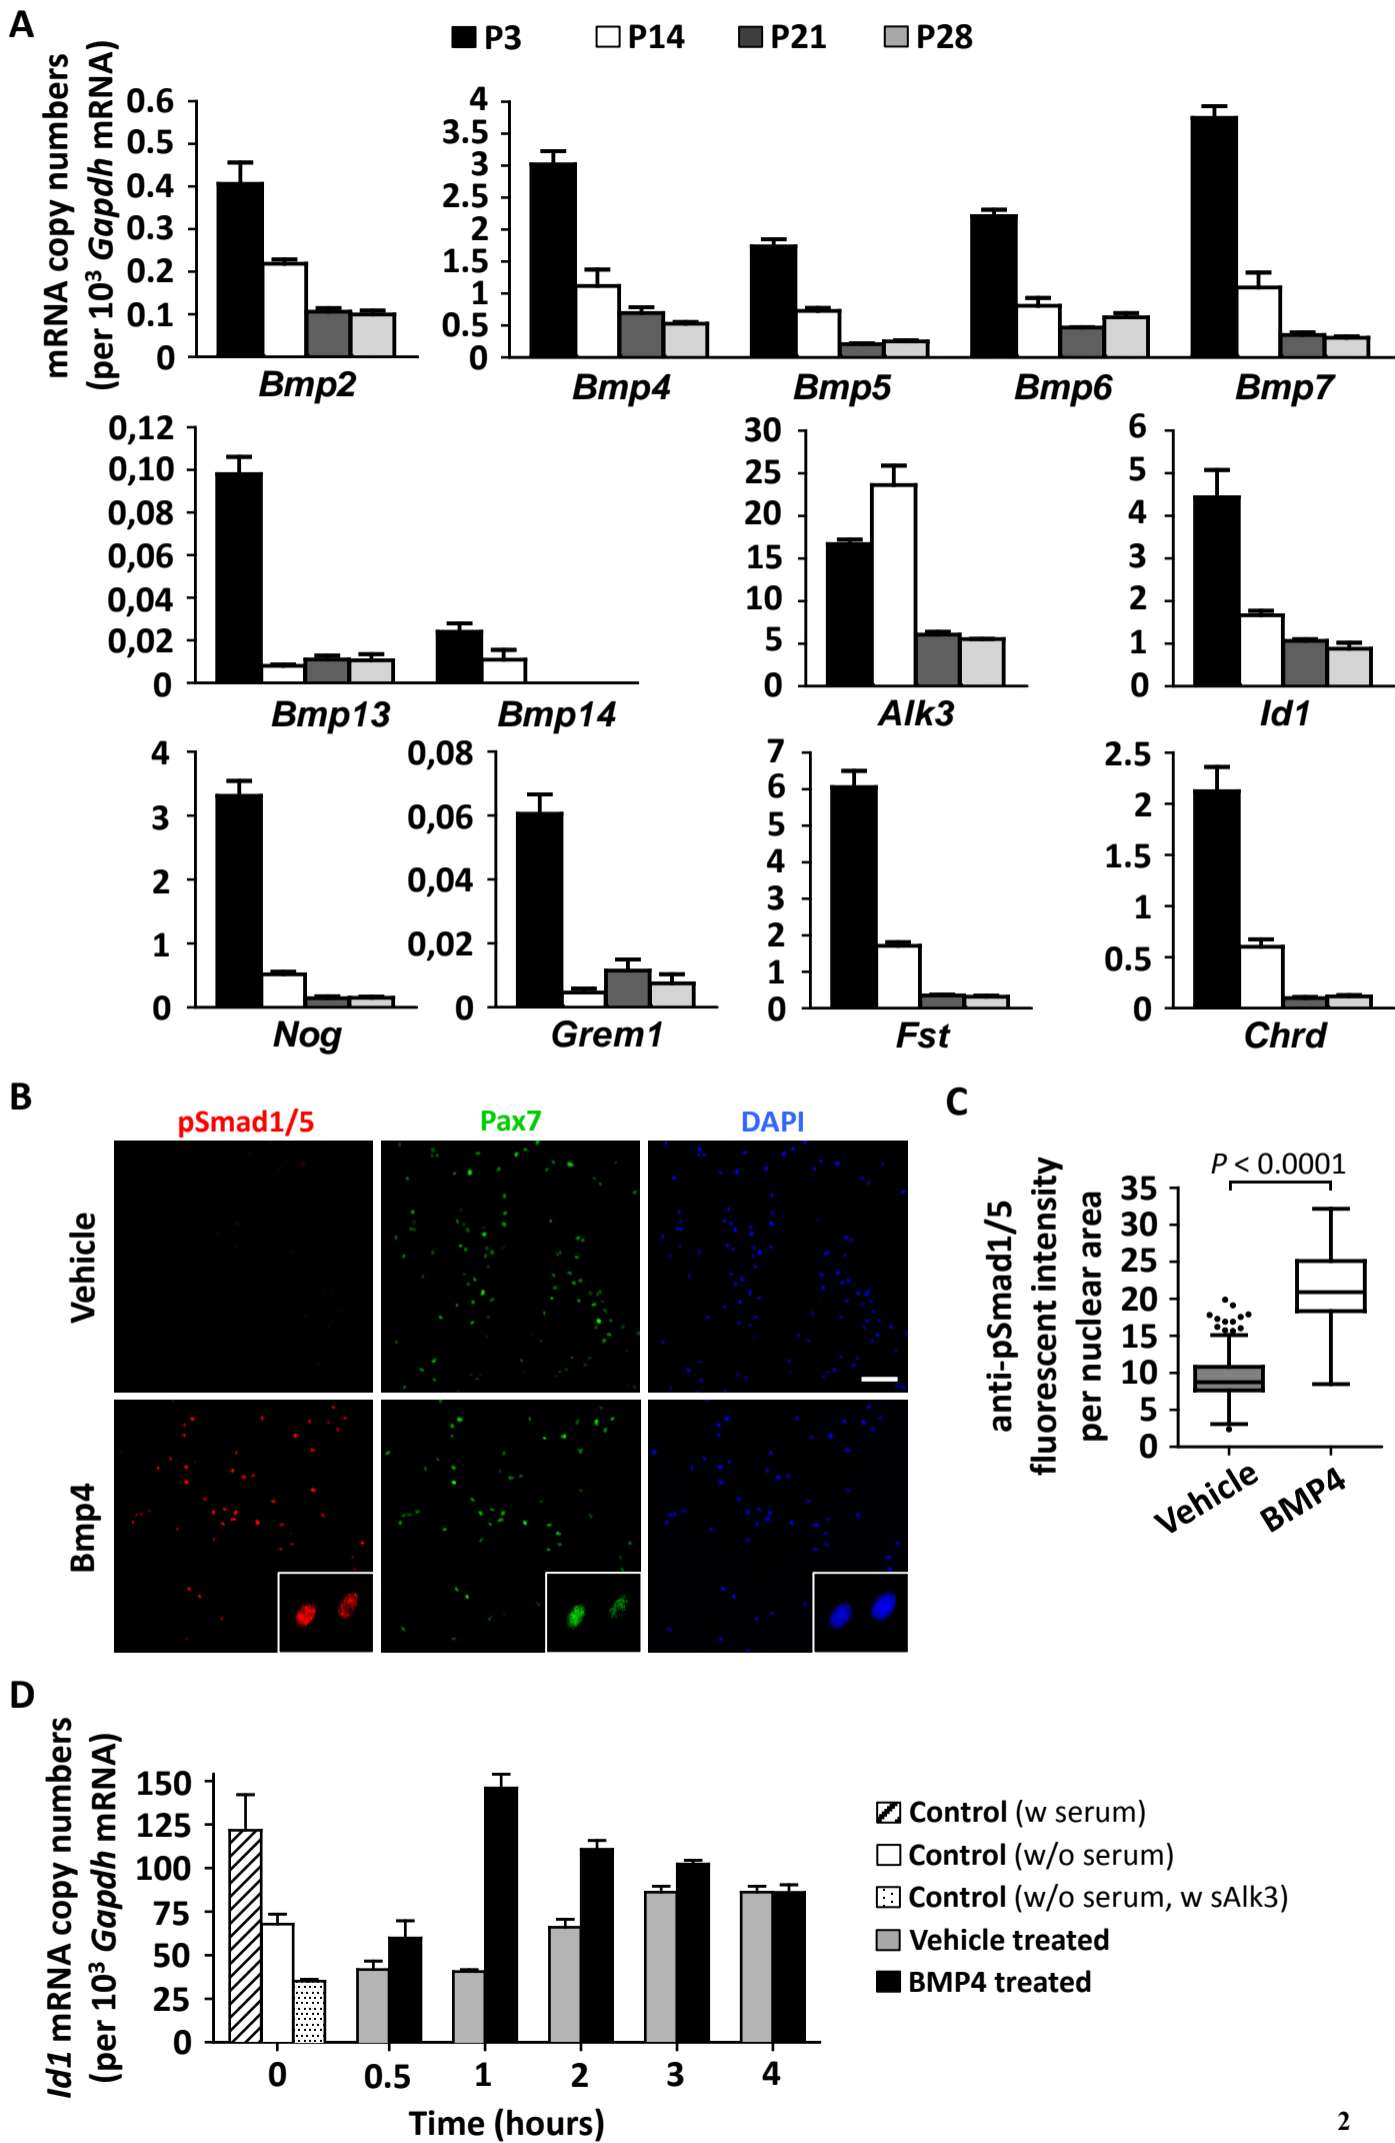 A
P3 P14 P21 P28
mRNA copy numbers
(per 10³ Gapdh mRNA)
0.6
0.5
0.4
0.3
0.2
0.1
0
Bmp2
4
3.5
3
2.5
2
1.5
1
0.5
0
Bmp4 Bmp5 Bmp6 Bmp7
0,12
0,10
0,08
0,06
0,04
0,02
0
Bmp13 Bmp14
30
25
20
15
10
5
0
Alk3
6
5
4
3
2
1
0
Id1
4
3
2
1
0
Nog
0,08
0,06
0,04
0,02
0
Grem1
7
6
5
4
3
2
1
0
Fst
2.5
2
1.5
1
0.5
0
Chrd
B
pSmad1/5 Pax7 DAPI
Vehicle
Bmp4
C
anti-pSmad1/5
fluorescent intensity
per nuclear area
P < 0.0001
35
30
25
20
15
10
5
0
Vehicle BMP4
D
Id1 mRNA copy numbers
(per 10³ Gapdh mRNA)
150
125
100
75
50
25
0
0 0.5 1 2 3 4
Time (hours)
Control (w serum)
Control (w/o serum)
Control (w/o serum, w sAlk3)
Vehicle treated
BMP4 treated
2